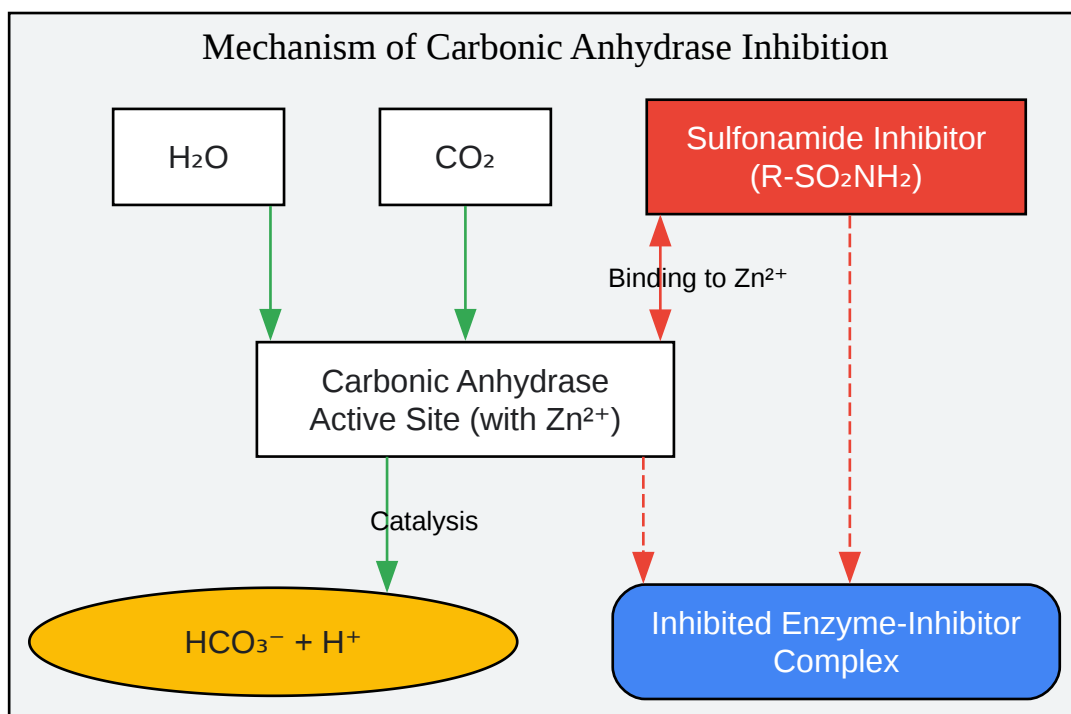 Mechanism of Carbonic Anhydrase Inhibition
H₂O
CO₂
Sulfonamide Inhibitor
(R-SO₂NH₂)
Binding to Zn²⁺
Carbonic Anhydrase
Active Site (with Zn²⁺)
Catalysis
HCO₃⁻ + H⁺
Inhibited Enzyme-Inhibitor
Complex